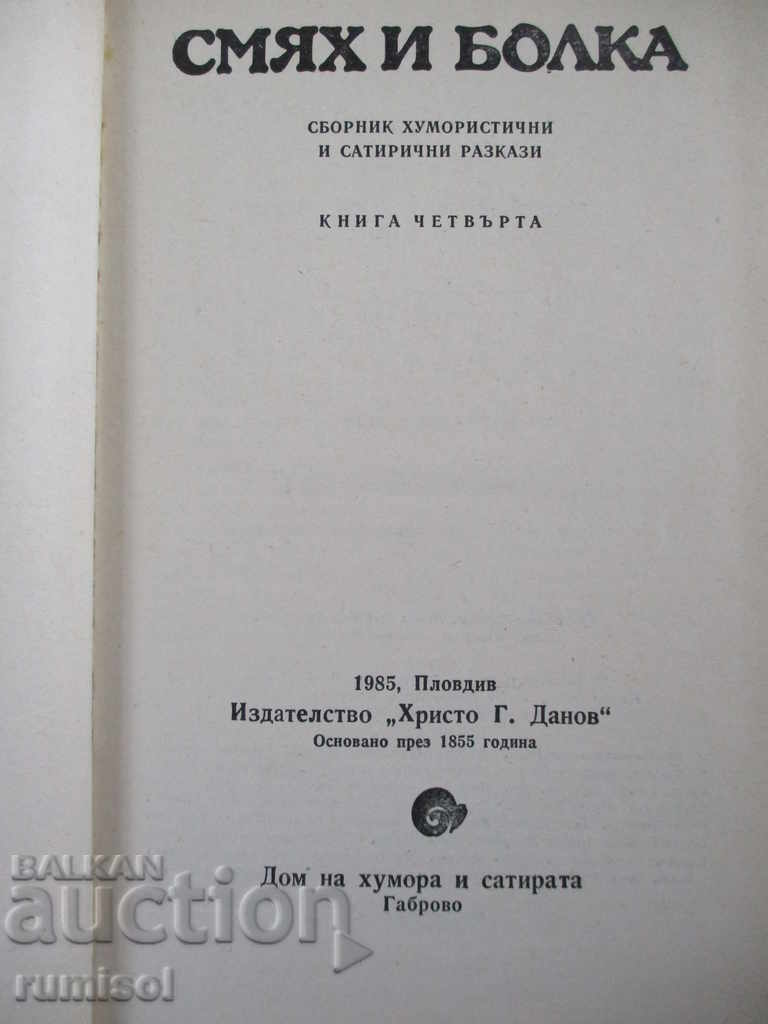 СМЯХ И БОЛКА
СБОРНИК ХУМОРИСТИЧНИ
И САТИРИЧНИ РАЗКАЗИ
КНИГА ЧЕТВЪРТА
1985, Пловдив
Издателство „Христо Г. Данов“
Основано през 1855 година
Дом на хумора и сатирата
Габрово
BALKAN
auction
rumisol